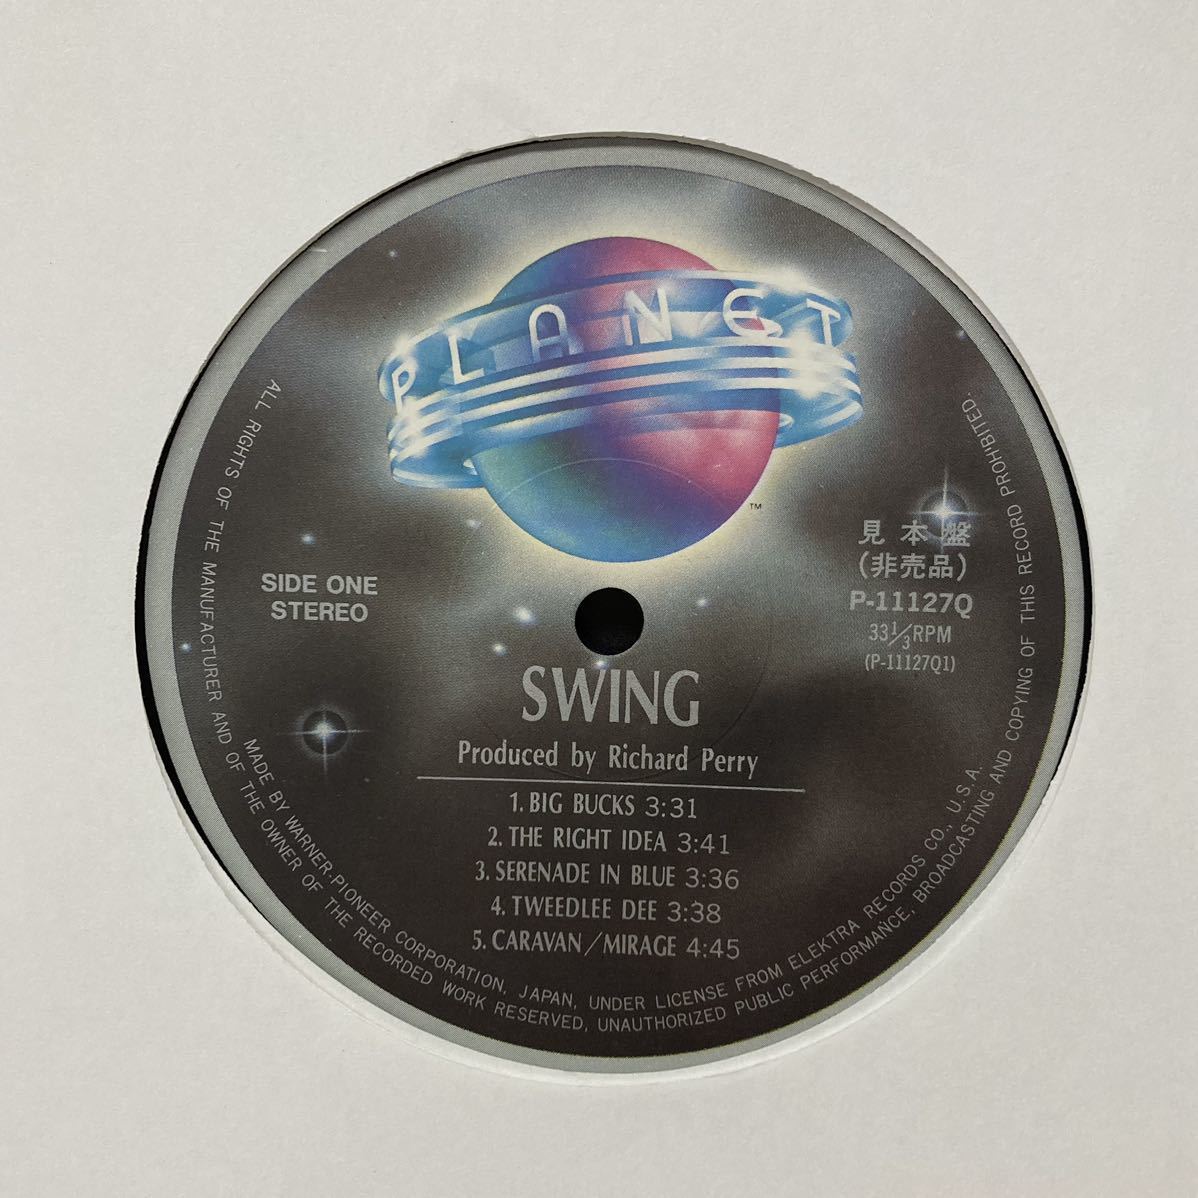 PLANET
TM
見本盤
(非売品)
P-11127Q
33⅓RPM
(P-11127Q1)
SIDE ONE
STEREO
SWING
Produced by Richard Perry
1. BIG BUCKS 3:31
2. THE RIGHT IDEA 3:41
3. SERENADE IN BLUE 3:36
4. TWEEDLEE DEE 3:38
5. CARAVAN/MIRAGE 4:45
MADE BY WARNER-PIONEER CORPORATION, JAPAN, UNDER LICENSE FROM ELEKTRA RECORDS CO., U.S.A.
ALL RIGHTS OF THE MANUFACTURER AND OF THE OWNER OF THE RECORDED WORK RESERVED, UNAUTHORIZED PUBLIC PERFORMANCE, BROADCASTING AND COPYING OF THIS RECORD PROHIBITED.